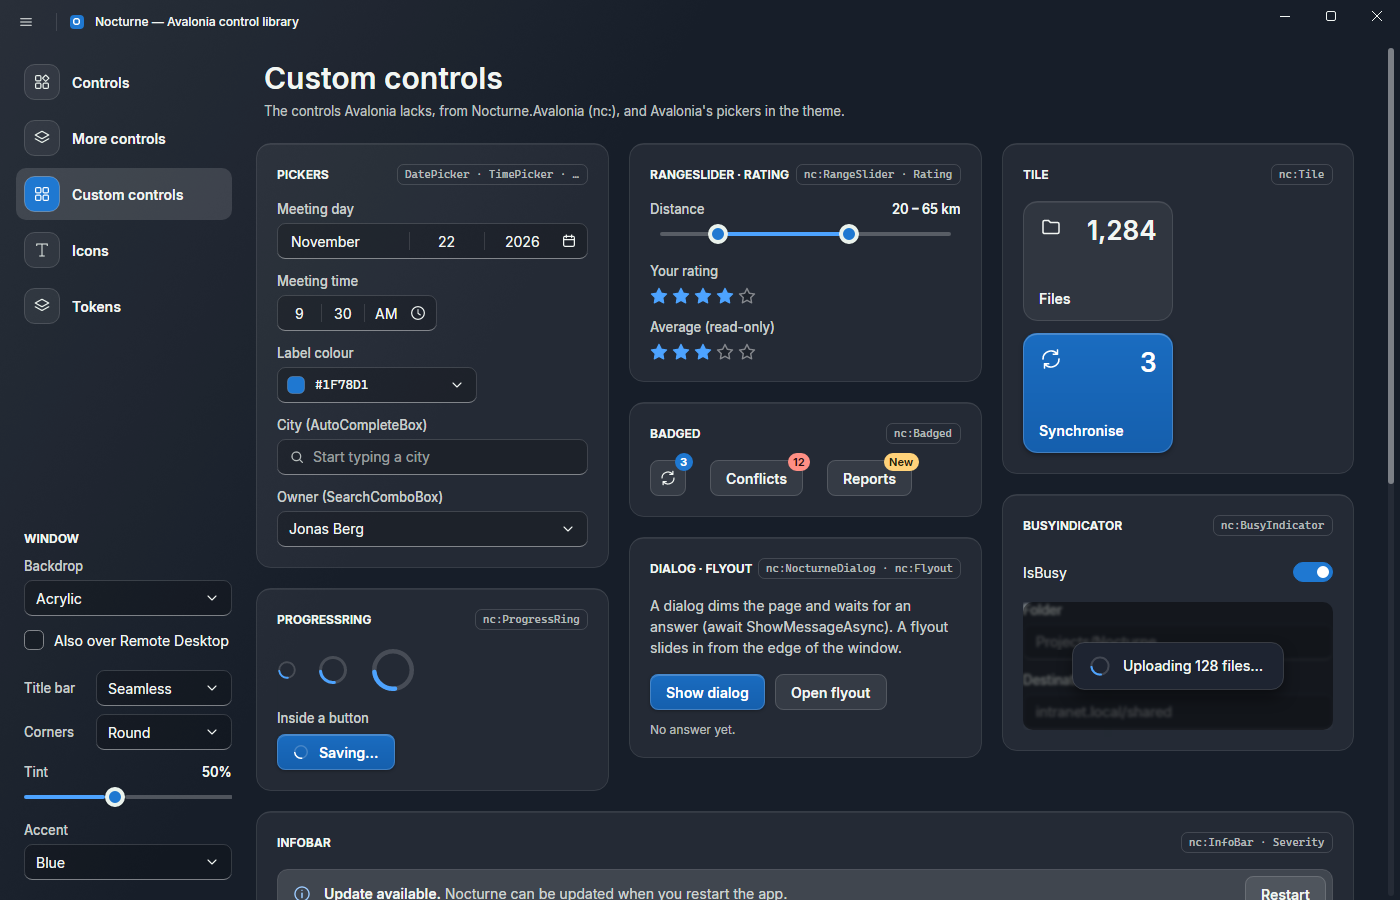 Nocturne — Avalonia control library
Controls
More controls
Custom controls
Icons
Tokens
WINDOW
Backdrop
Acrylic
Also over Remote Desktop
Title bar
Seamless
Corners
Round
Tint
50%
Accent
Blue
Custom controls
The controls Avalonia lacks, from Nocturne.Avalonia (nc:), and Avalonia's pickers in the theme.
PICKERS
DatePicker · TimePicker · …
Meeting day
November 22 2026
Meeting time
9 30 AM
Label colour
#1F78D1
City (AutoCompleteBox)
Start typing a city
Owner (SearchComboBox)
Jonas Berg
PROGRESSRING
nc:ProgressRing
Inside a button
Saving...
RANGESLIDER · RATING
nc:RangeSlider · Rating
Distance
20 – 65 km
Your rating
Average (read-only)
BADGED
nc:Badged
3
Conflicts
12
Reports
New
DIALOG · FLYOUT
nc:NocturneDialog · nc:Flyout
A dialog dims the page and waits for an
answer (await ShowMessageAsync). A flyout
slides in from the edge of the window.
Show dialog
Open flyout
No answer yet.
TILE
nc:Tile
1,284
Files
3
Synchronise
BUSYINDICATOR
nc:BusyIndicator
IsBusy
Folder
Projects/Nocturne
Uploading 128 files...
intranet.local/shared
INFOBAR
nc:InfoBar · Severity
Update available. Nocturne can be updated when you restart the app.
Restart